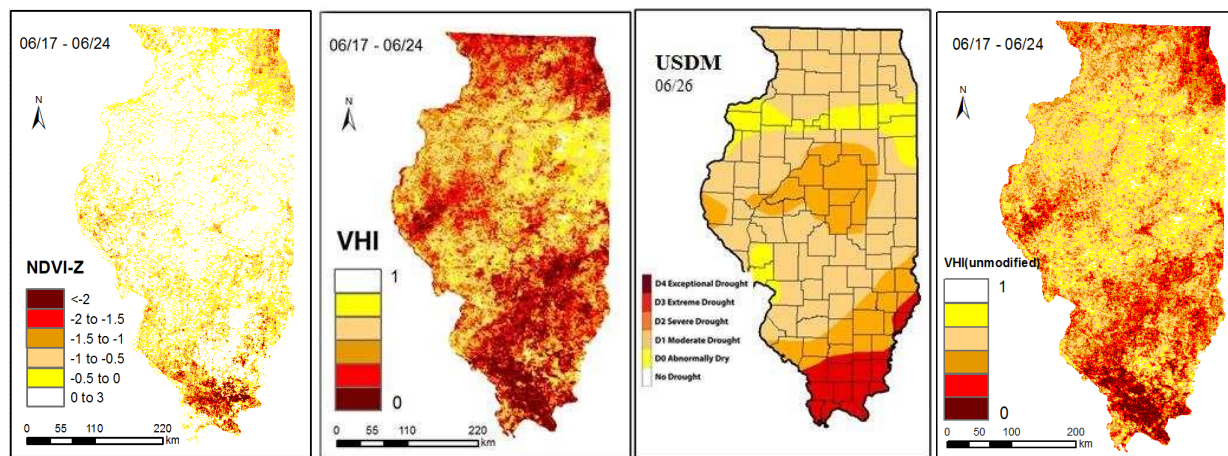 06/17 - 06/24
N
NDVI-Z
<-2
-2 to -1.5
-1.5 to -1
-1 to -0.5
-0.5 to 0
0 to 3
0 55 110 220
km
06/17 - 06/24
N
VHI
1
0
0 55 110 220
km
USDM
06/26
D4 Exceptional Drought
D3 Extreme Drought
D2 Severe Drought
D1 Moderate Drought
D0 Abnormally Dry
No Drought
06/17 - 06/24
N
VHI(unmodified)
1
0
0 50 100 200
km